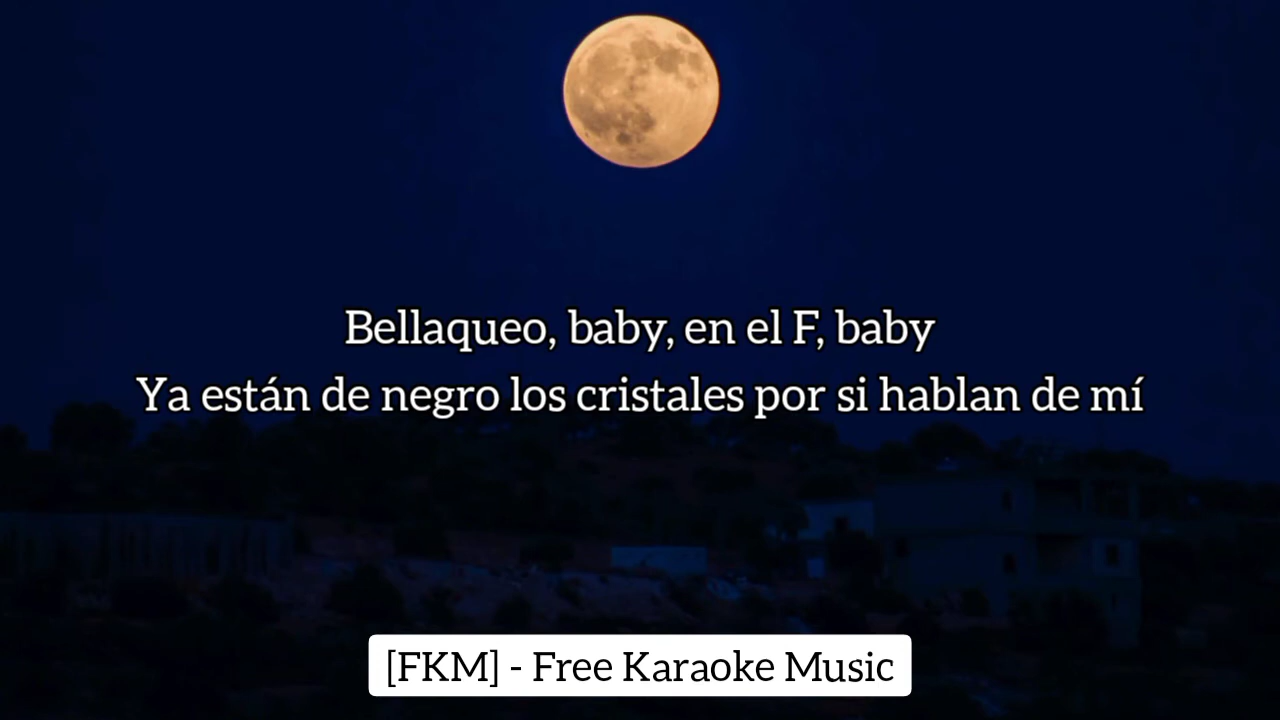 Bellaqueo, baby, en el F, baby
Ya están de negro los cristales por si hablan de mí
[FKM] - Free Karaoke Music